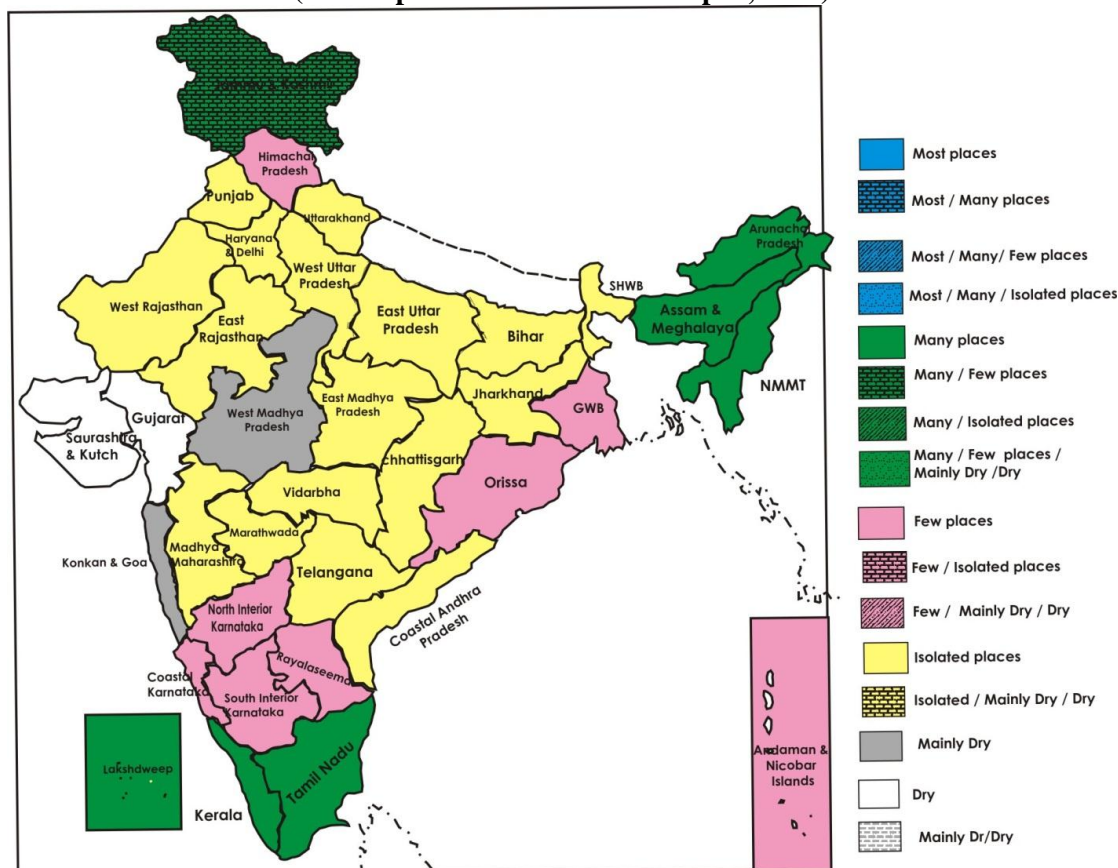 Himachal
Pradesh
Punjab
Uttarakhand
Haryana
& Delhi
West Uttar
Pradesh
West Rajasthan
East
Rajasthan
East Uttar
Pradesh
Bihar
SHWB
Arunachal
Pradesh
Assam &
Meghalaya
NMMT
Gujarat
Saurashtra
& Kutch
West Madhya
Pradesh
East Madhya
Pradesh
Jharkhand
GWB
chhattisgarh
Orissa
Vidarbha
Marathwada
Madhya
Maharashtra
Konkan & Goa
Telangana
North Interior
Karnataka
Coastal Andhra
Pradesh
Rayalaseema
Coastal
Karnataka
South Interior
Karnataka
Lakshdweep
Kerala
Tamil Nadu
Andaman &
Nicobar
Islands
Most places
Most / Many places
Most / Many/ Few places
Most / Many / Isolated places
Many places
Many / Few places
Many / Isolated places
Many / Few places /
Mainly Dry /Dry
Few places
Few / Isolated places
Few / Mainly Dry / Dry
Isolated places
Isolated / Mainly Dry / Dry
Mainly Dry
Dry
Mainly Dr/Dry